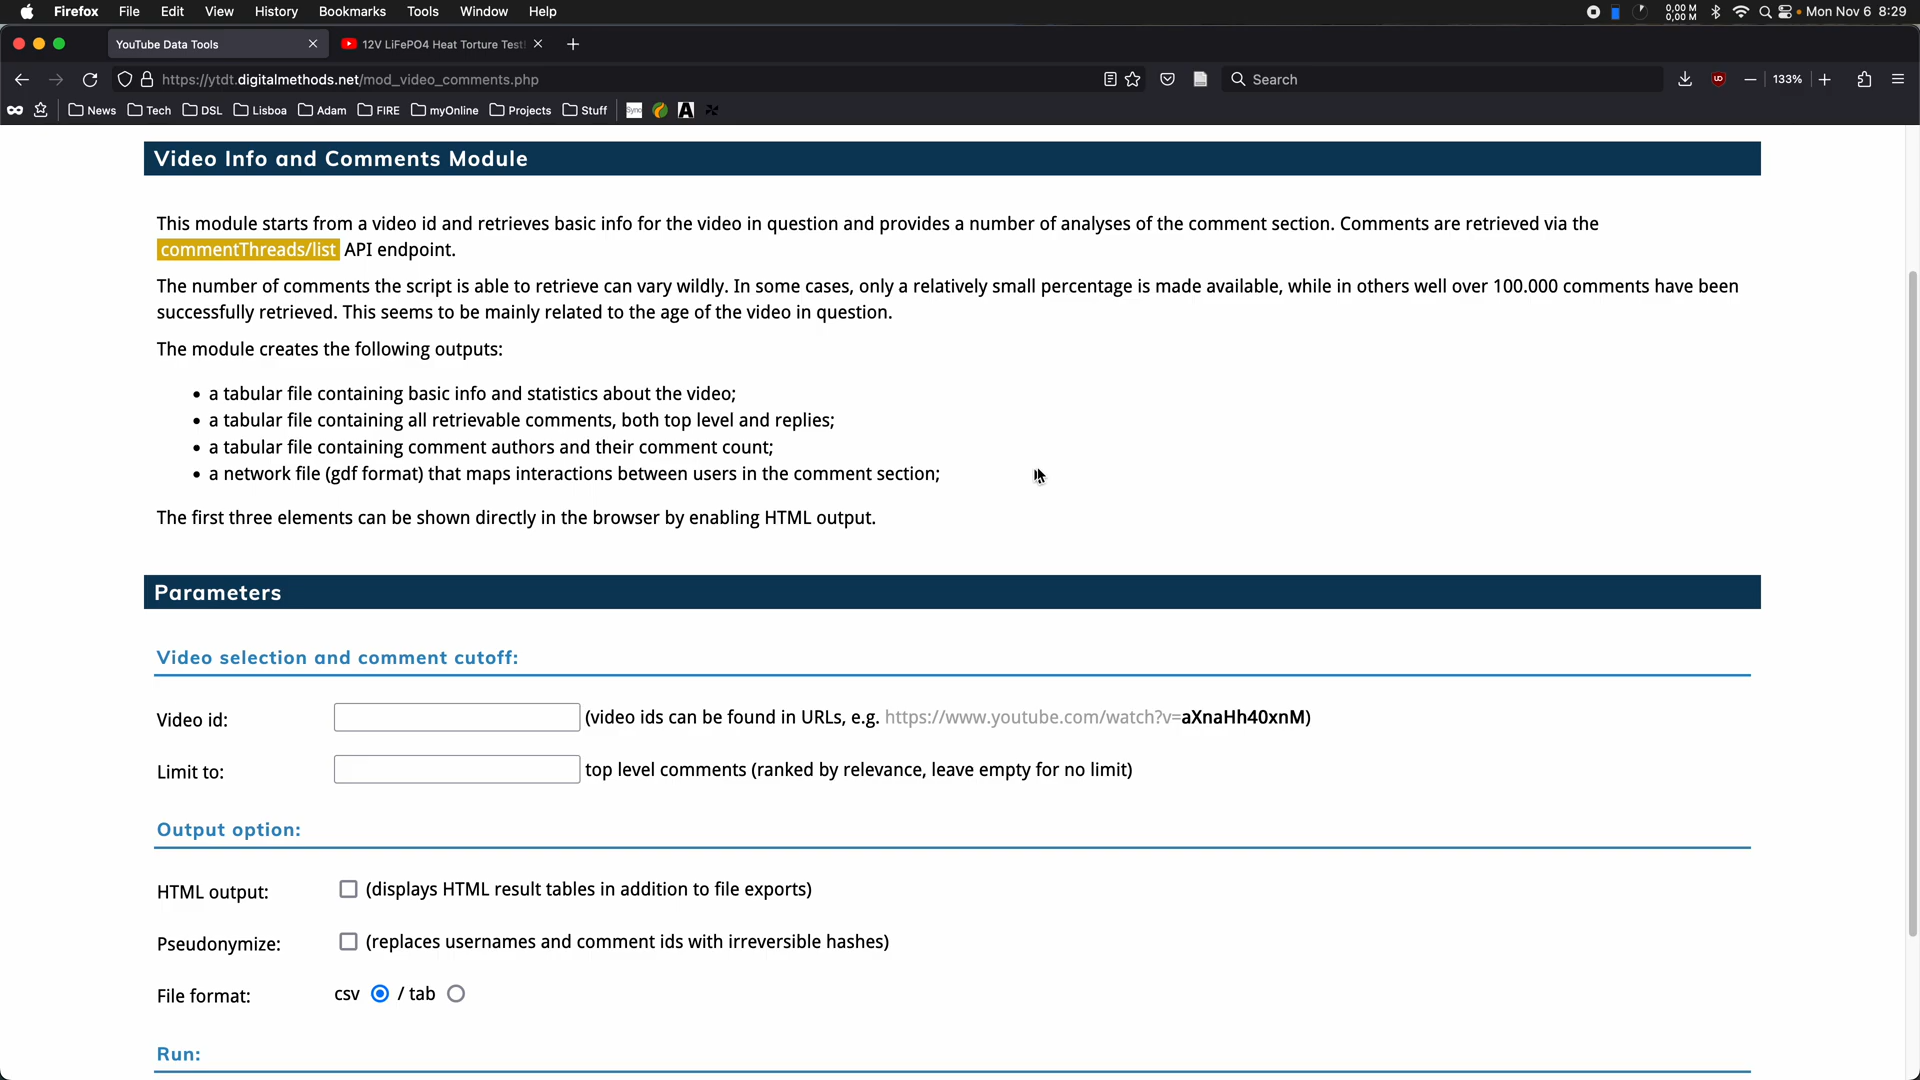 Firefox File Edit View History Bookmarks Tools Window Help
0,00 M
0,00 M
Mon Nov 6 8:29
YouTube Data Tools
12V LiFePO4 Heat Torture Test!
https://ytdt.digitalmethods.net/mod_video_comments.php
Search
133%
News Tech DSL Lisboa Adam FIRE myOnline Projects Stuff
Video Info and Comments Module
This module starts from a video id and retrieves basic info for the video in question and provides a number of analyses of the comment section. Comments are retrieved via the
commentThreads/list API endpoint.
The number of comments the script is able to retrieve can vary wildly. In some cases, only a relatively small percentage is made available, while in others well over 100.000 comments have been
successfully retrieved. This seems to be mainly related to the age of the video in question.
The module creates the following outputs:
• a tabular file containing basic info and statistics about the video;
• a tabular file containing all retrievable comments, both top level and replies;
• a tabular file containing comment authors and their comment count;
• a network file (gdf format) that maps interactions between users in the comment section;
The first three elements can be shown directly in the browser by enabling HTML output.
Parameters
Video selection and comment cutoff:
Video id: (video ids can be found in URLs, e.g. https://www.youtube.com/watch?v=aXnaHh40xnM)
Limit to: top level comments (ranked by relevance, leave empty for no limit)
Output option:
HTML output: (displays HTML result tables in addition to file exports)
Pseudonymize: (replaces usernames and comment ids with irreversible hashes)
File format: csv / tab
Run: